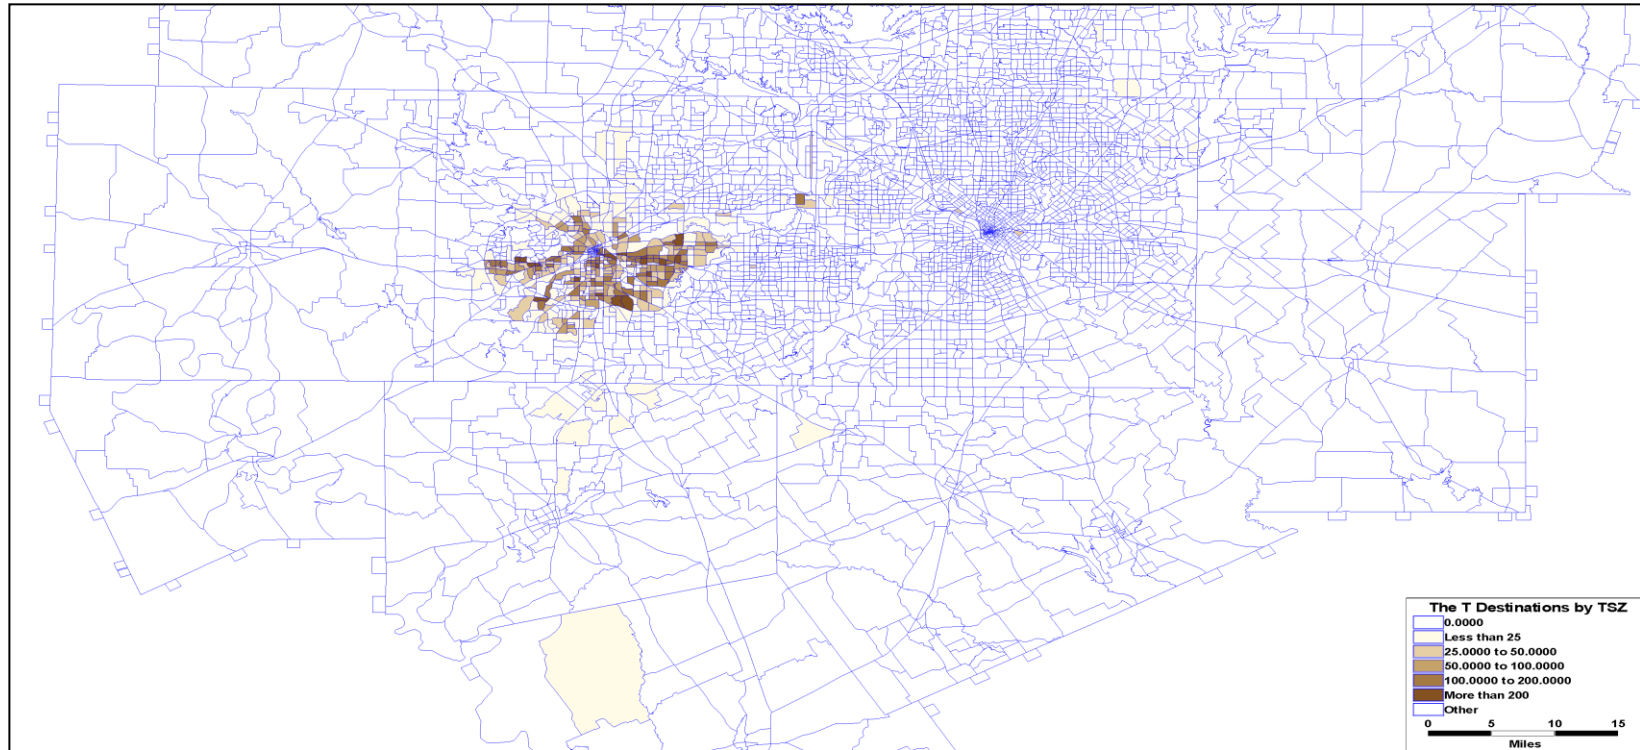 The T Destinations by TSZ
0.0000
Less than 25
25.0000 to 50.0000
50.0000 to 100.0000
100.0000 to 200.0000
More than 200
Other
0 5 10 15
Miles